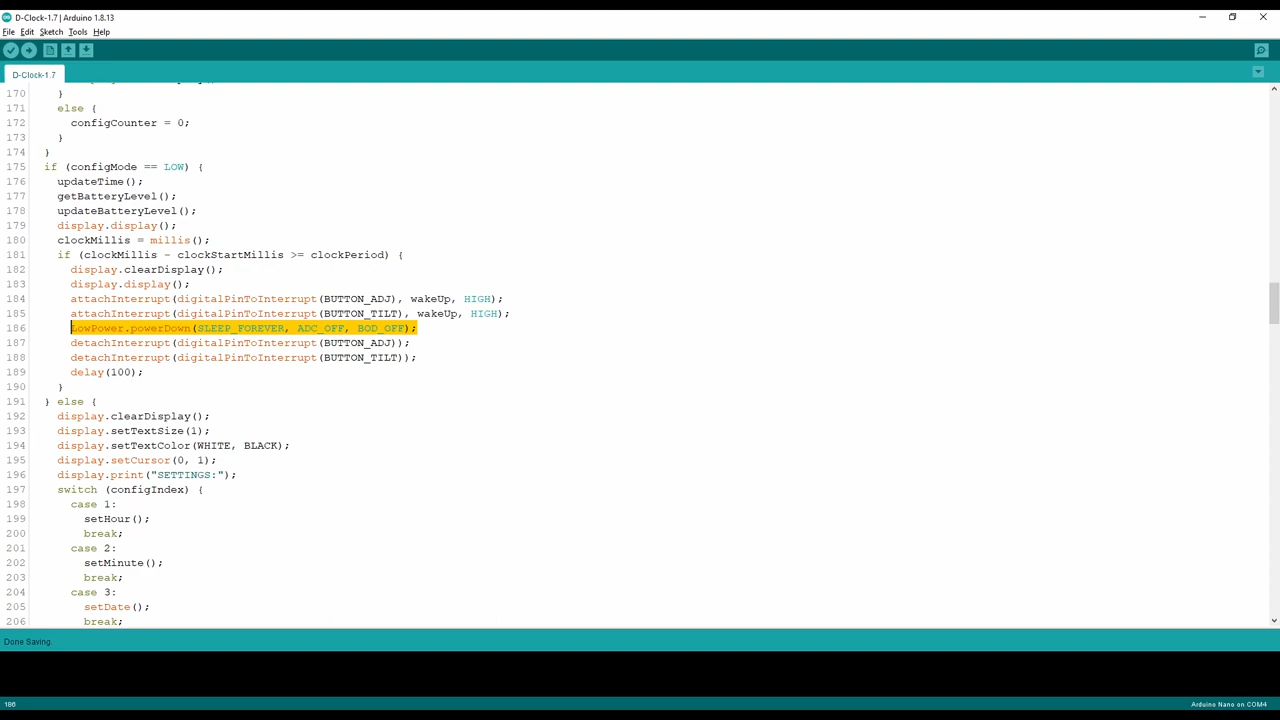 D-Clock-1.7 | Arduino 1.8.13
File Edit Sketch Tools Help
D-Clock-1.7
170 }
171 else {
172 configCounter = 0;
173 }
174 }
175 if (configMode == LOW) {
176 updateTime();
177 getBatteryLevel();
178 updateBatteryLevel();
179 display.display();
180 clockMillis = millis();
181 if (clockMillis - clockStartMillis >= clockPeriod) {
182 display.clearDisplay();
183 display.display();
184 attachInterrupt(digitalPinToInterrupt(BUTTON_ADJ), wakeUp, HIGH);
185 attachInterrupt(digitalPinToInterrupt(BUTTON_TILT), wakeUp, HIGH);
186 LowPower.powerDown(SLEEP_FOREVER, ADC_OFF, BOD_OFF);
187 detachInterrupt(digitalPinToInterrupt(BUTTON_ADJ));
188 detachInterrupt(digitalPinToInterrupt(BUTTON_TILT));
189 delay(100);
190 }
191 } else {
192 display.clearDisplay();
193 display.setTextSize(1);
194 display.setTextColor(WHITE, BLACK);
195 display.setCursor(0, 1);
196 display.print("SETTINGS:");
197 switch (configIndex) {
198 case 1:
199 setHour();
200 break;
201 case 2:
202 setMinute();
203 break;
204 case 3:
205 setDate();
206 break;
Done Saving.
186
Arduino Nano on COM4